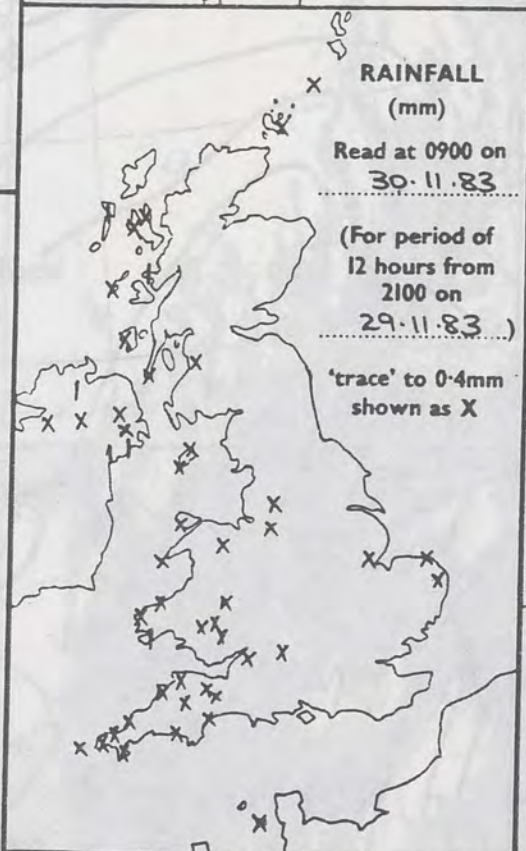 RAINFALL
(mm)
Read at 0900 on
30.11.83
(For period of
12 hours from
2100 on
29.11.83)
'trace' to 0.4mm
shown as X